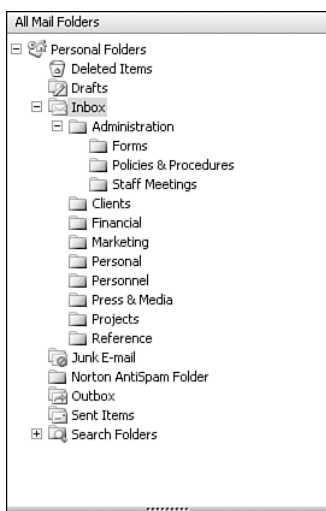 All Mail Folders
Personal Folders
Deleted Items
Drafts
Inbox
Administration
Forms
Policies & Procedures
Staff Meetings
Clients
Financial
Marketing
Personal
Personnel
Press & Media
Projects
Reference
Junk E-mail
Norton AntiSpam Folder
Outbox
Sent Items
Search Folders